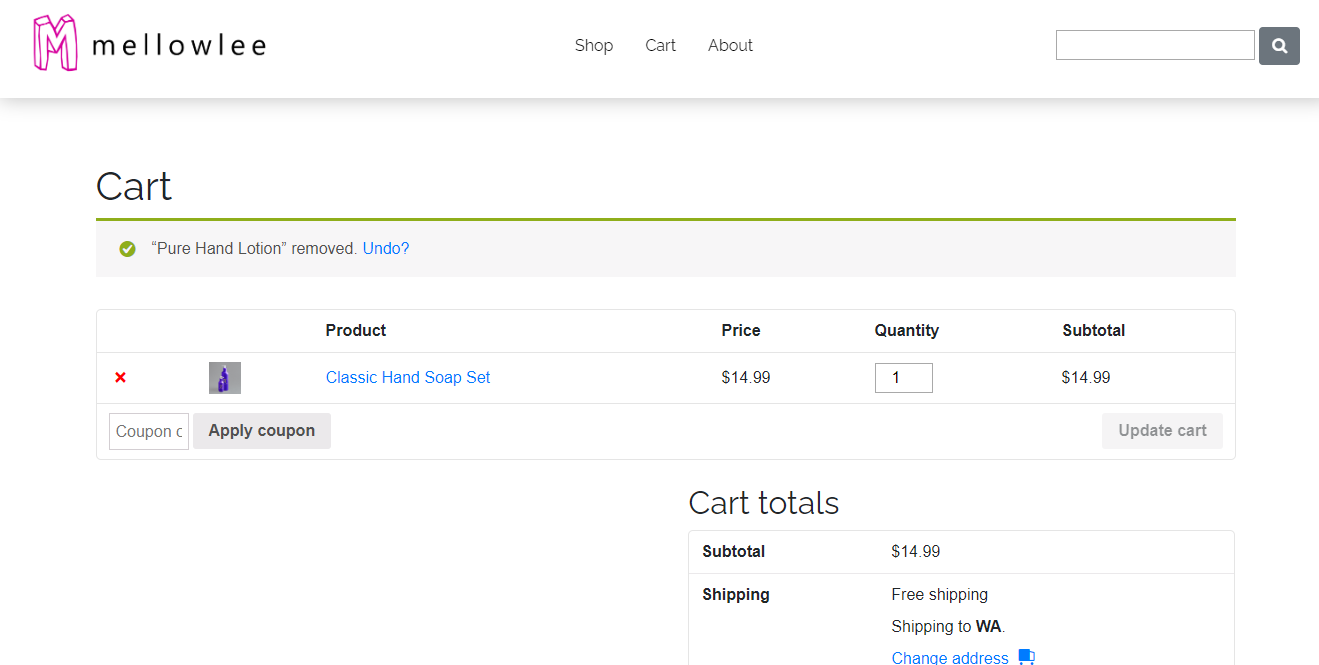 mellowlee
Shop Cart About
Cart
“Pure Hand Lotion” removed. Undo?
Product Price Quantity Subtotal
Classic Hand Soap Set $14.99 1 $14.99
Coupon c Apply coupon Update cart
Cart totals
Subtotal $14.99
Shipping Free shipping
Shipping to WA.
Change address